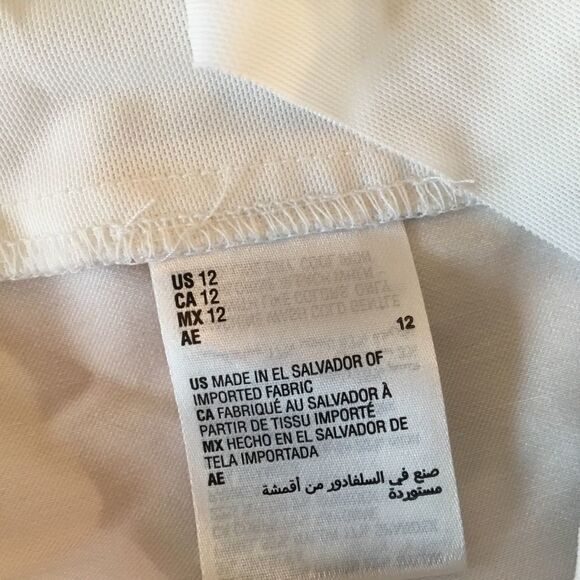 US 12
CA 12
MX 12
AE 12
US MADE IN EL SALVADOR OF
IMPORTED FABRIC
CA FABRIQUÉ AU SALVADOR À
PARTIR DE TISSU IMPORTÉ
MX HECHO EN EL SALVADOR DE
TELA IMPORTADA
AE
صنع في السلفادور من أقمشة
مستوردة